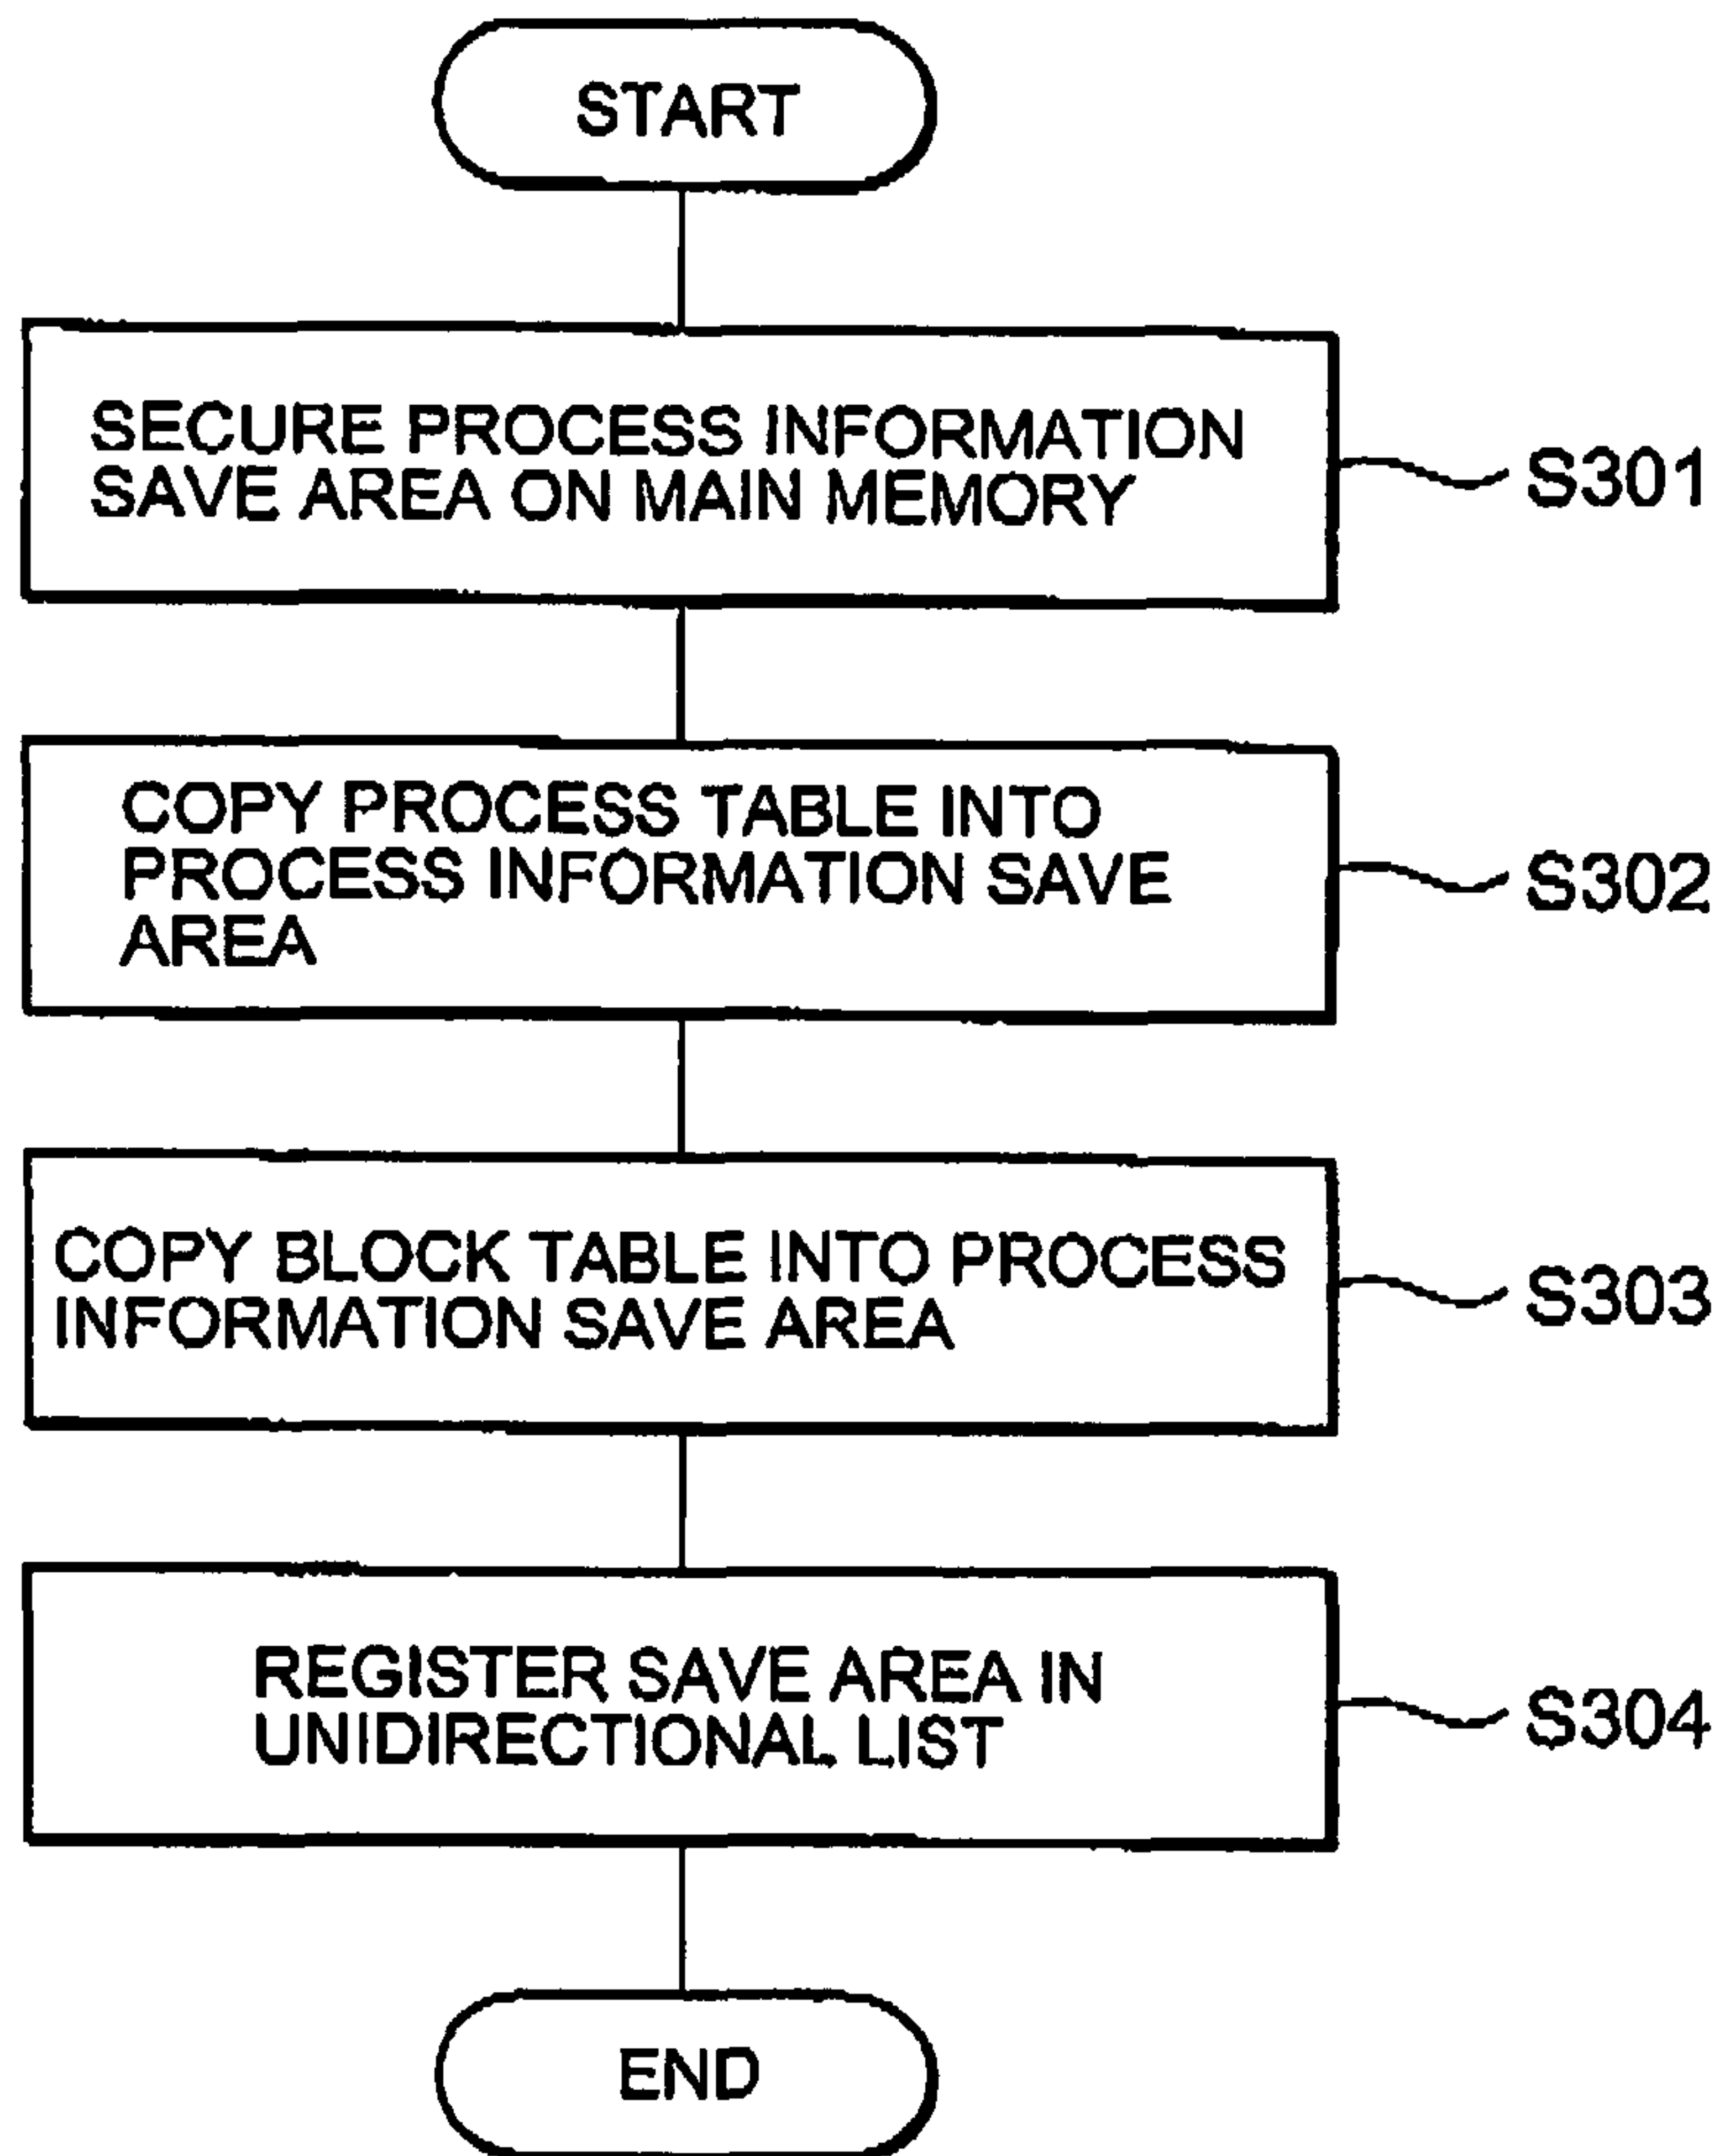 START
SECURE PROCESS INFORMATION
SAVE AREA ON MAIN MEMORY
S301
COPY PROCESS TABLE INTO
PROCESS INFORMATION SAVE
AREA
S302
COPY BLOCK TABLE INTO PROCESS
INFORMATION SAVE AREA
S303
REGISTER SAVE AREA IN
UNIDIRECTIONAL LIST
S304
END